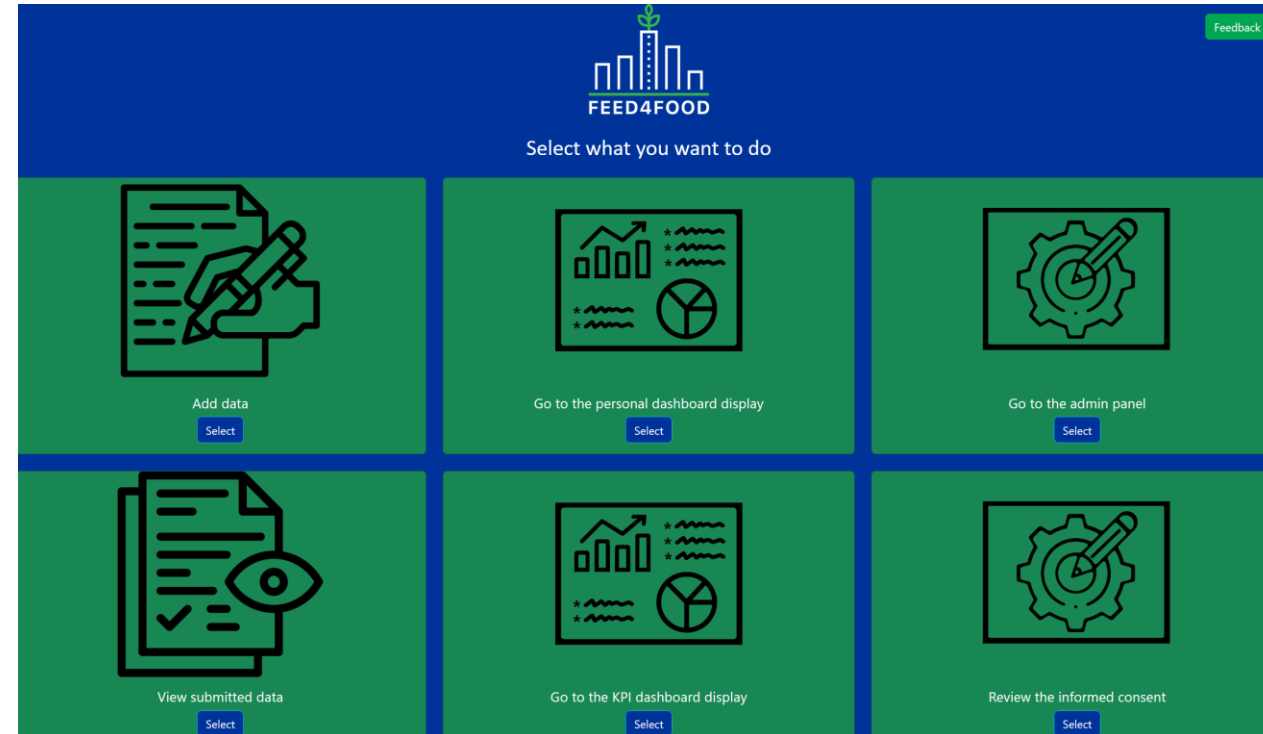 Feedback
FEED4FOOD
Select what you want to do
Add data
Select
Go to the personal dashboard display
Select
Go to the admin panel
Select
View submitted data
Select
Go to the KPI dashboard display
Select
Review the informed consent
Select